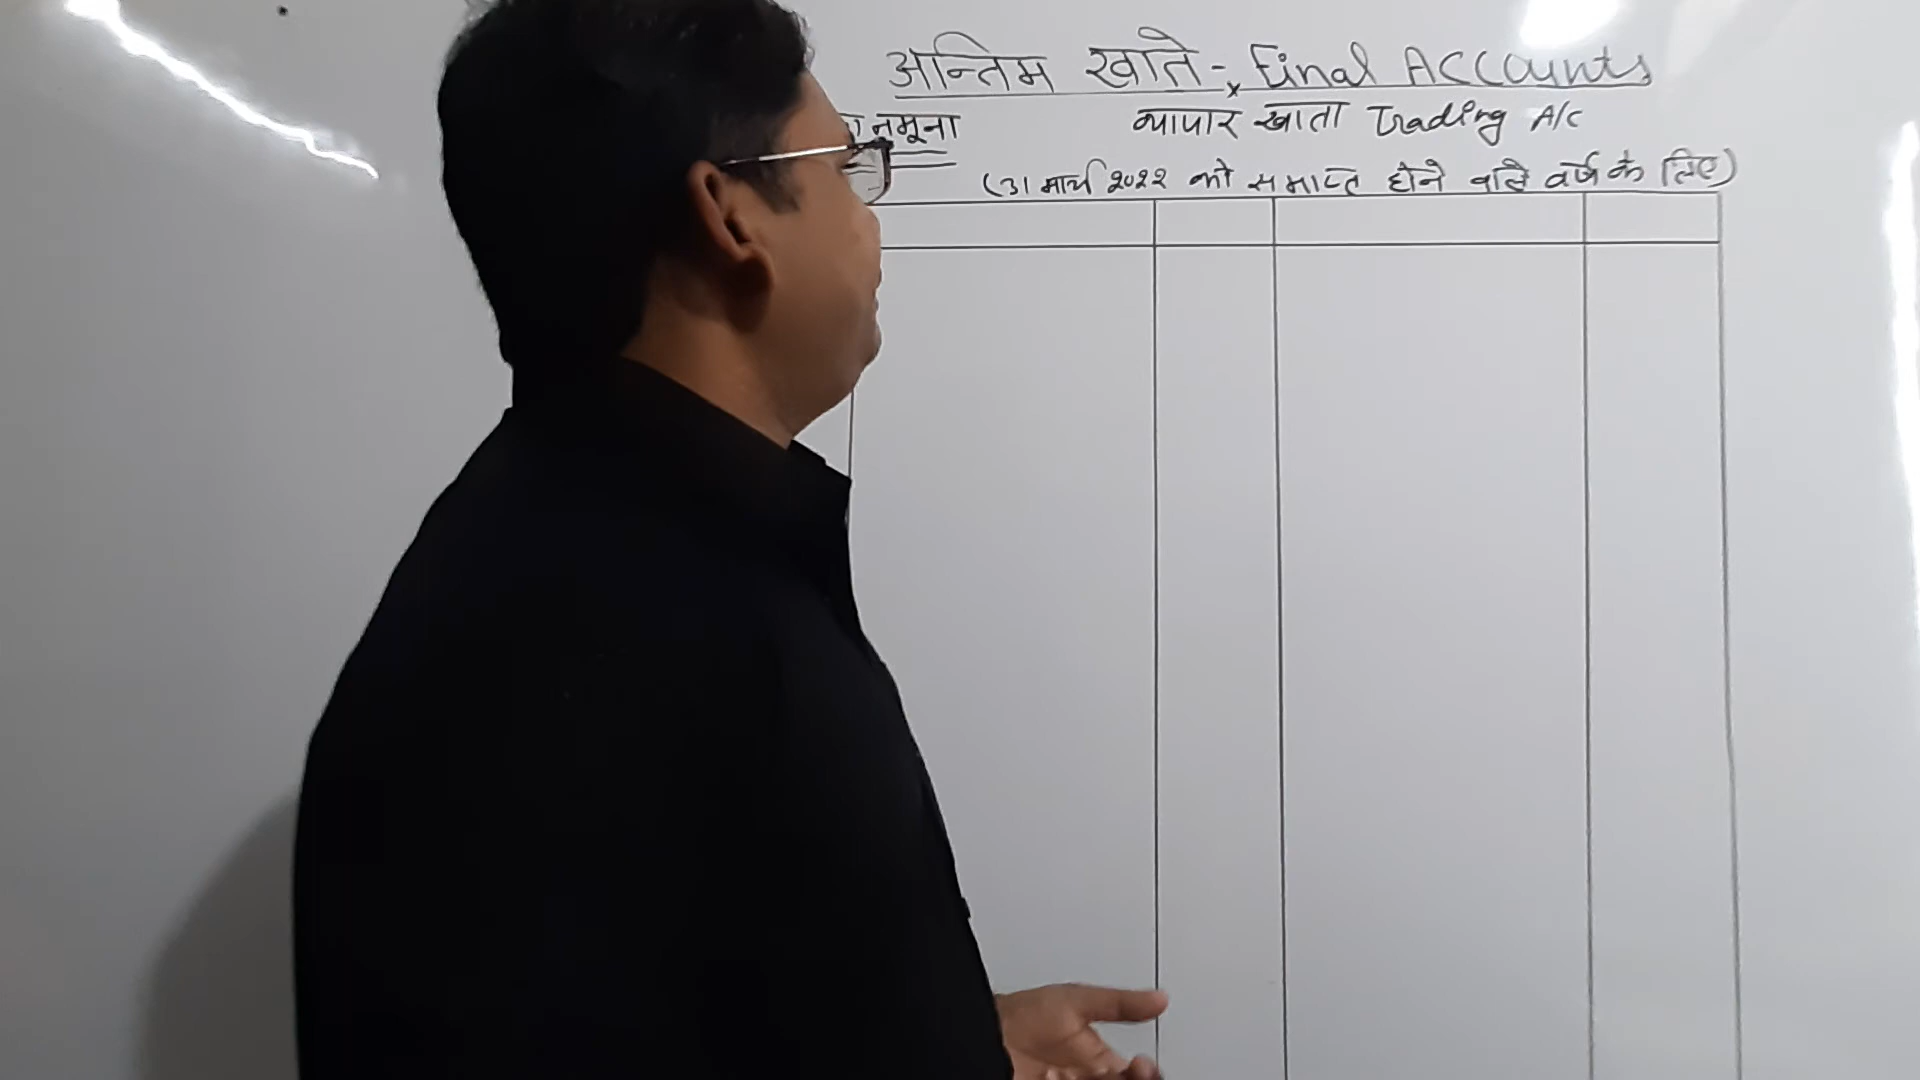 अन्तिम खाते :- Final Accounts
नमूना व्यापार खाता Trading A/c
(31 मार्च 2022 को समाप्त होने वाले वर्ष के लिए)